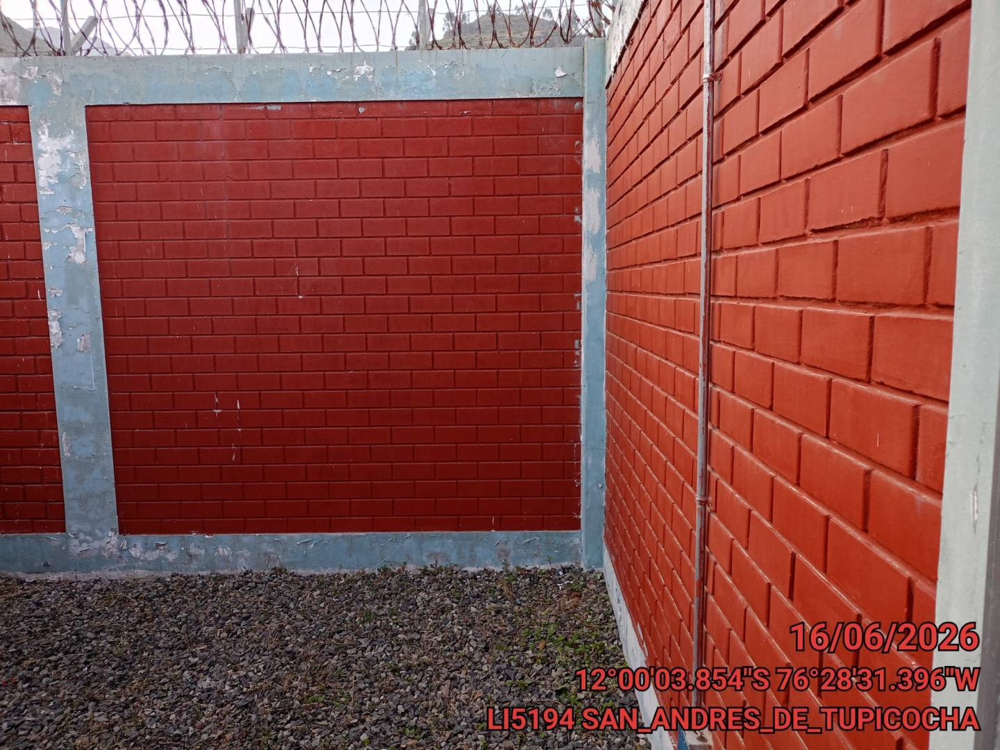 16/06/2026
12°00'03.854"S 76°28'31.396"W
LI5194 SAN_ANDRES_DE_TUPICOCHA